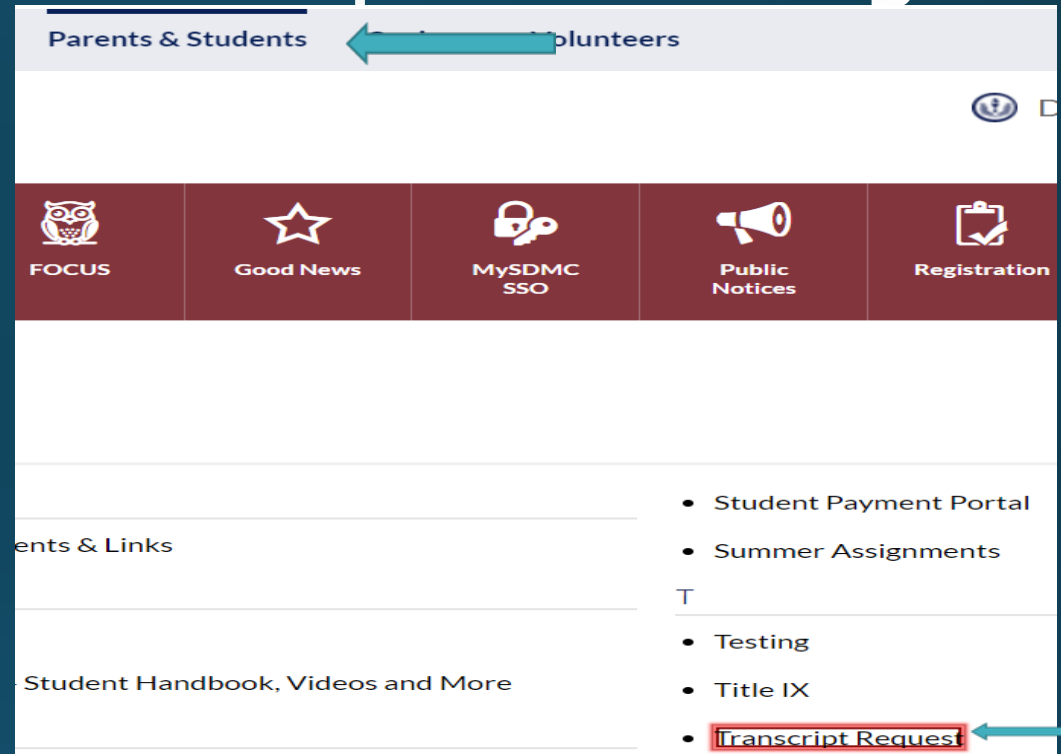 Parents & Students Volunteers
D
FOCUS
Good News
MySDMC
SSO
Public
Notices
Registration
Student Payment Portal
ents & Links
Summer Assignments
T
Testing
- Student Handbook, Videos and More
Title IX
Transcript Request